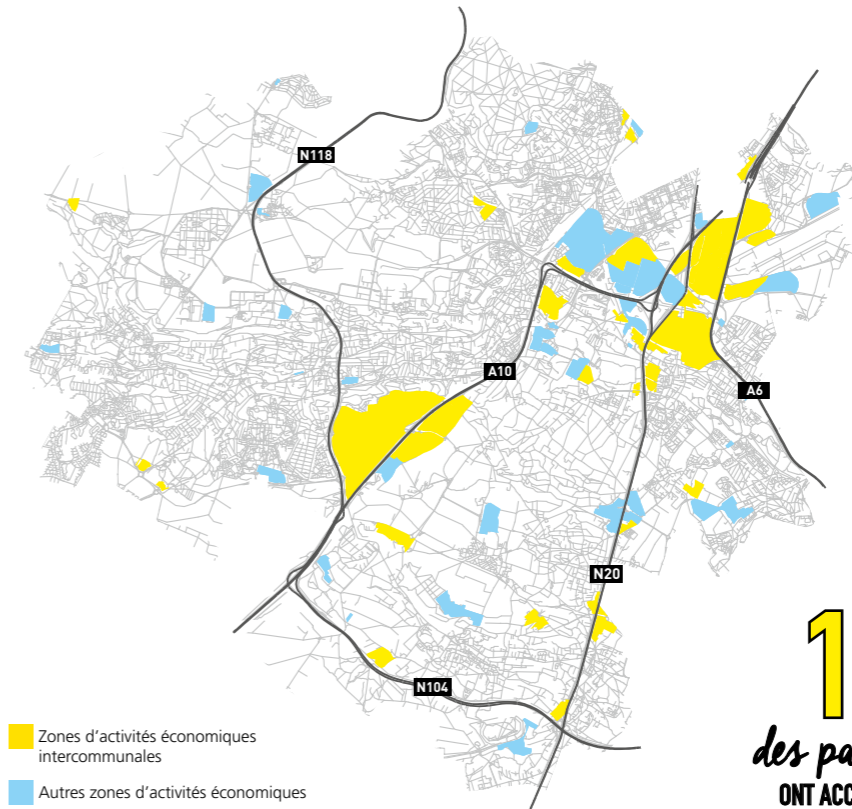 N118
A10
A6
N20
N104
Zones d'activités économiques
intercommunales
Autres zones d'activités économiques
1
des pa
ONT ACC